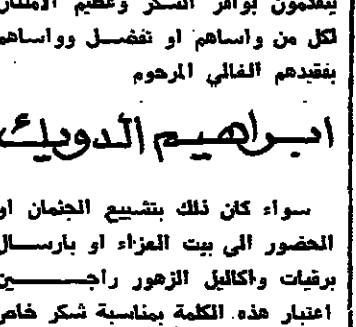 يتقدمون بوافر الشكر وعظيم الامتنان
لكل من واساهم او تفضل وواساهم
بفقيدهم الغالي المرحوم
ابراهيم الدويك
سواء كان ذلك بتشييع الجثمان او
الحضور الى بيت العزاء او بارسال
برقيات واكاليل الزهور راجين
اعتبار هذه الكلمة بمناسبة شكر خاص